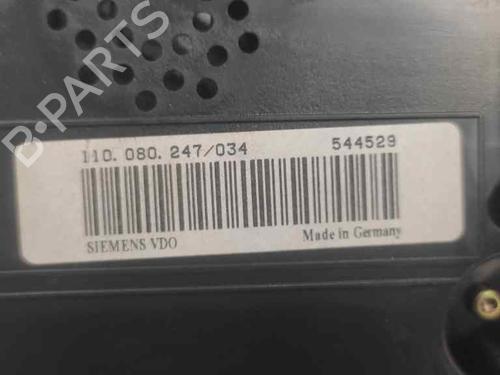 B-PARTS
110.080.247/034 544529
SIEMENS VDO Made in Germany